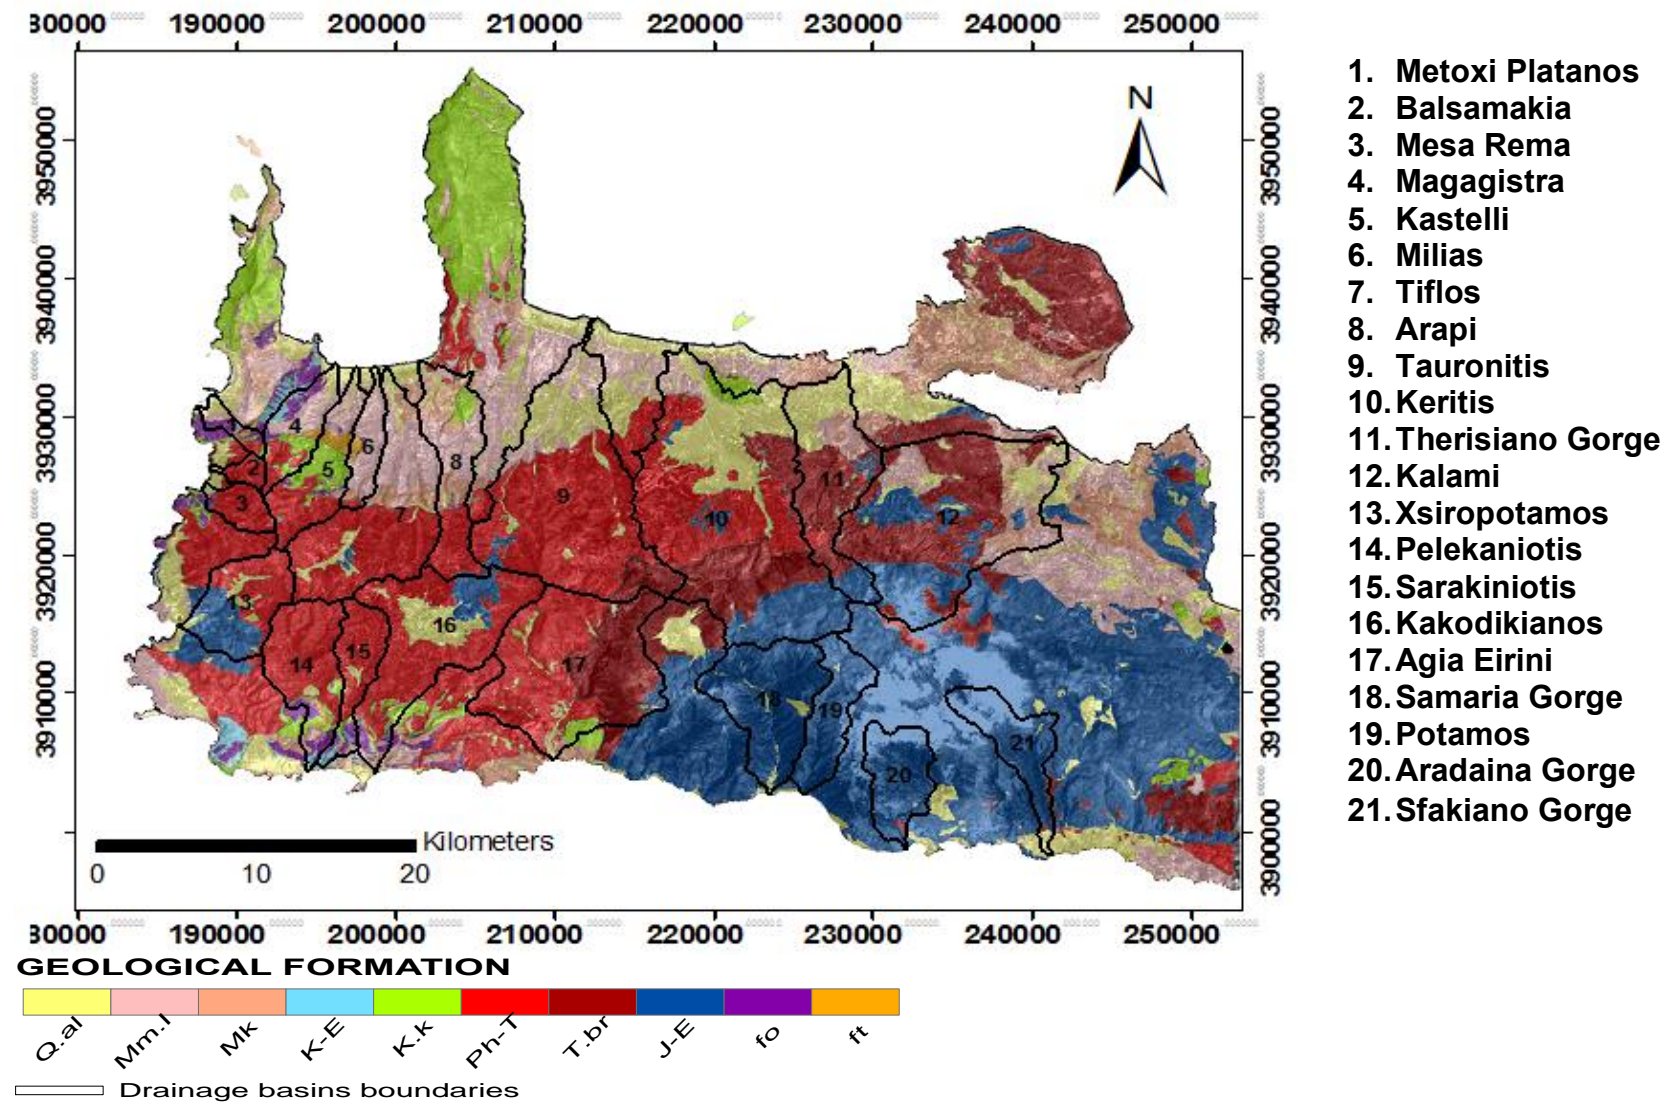 30000 190000 200000 210000 220000 230000 240000 250000
3950000 3940000 3930000 3920000 3910000
N
3950000 3940000 3930000 3920000 3910000 3900000
1
2
3
4
5
6
7
8
9
10
11
12
13
14
15
16
17
18
19
20
21
Kilometers
0 10 20
30000 190000 200000 210000 220000 230000 240000 250000
1. Metoxi Platanos
2. Balsamakia
3. Mesa Rema
4. Magagistra
5. Kastelli
6. Milias
7. Tiflos
8. Arapi
9. Tauronitis
10. Keritis
11. Therisiano Gorge
12. Kalami
13. Xsiropotamos
14. Pelekaniotis
15. Sarakiniotis
16. Kakodikianos
17. Agia Eirini
18. Samaria Gorge
19. Potamos
20. Aradaina Gorge
21. Sfakiano Gorge
GEOLOGICAL FORMATION
Q.al Mm.l Mk K-E K.k Ph-T T.br J-E fo ft
Drainage basins boundaries